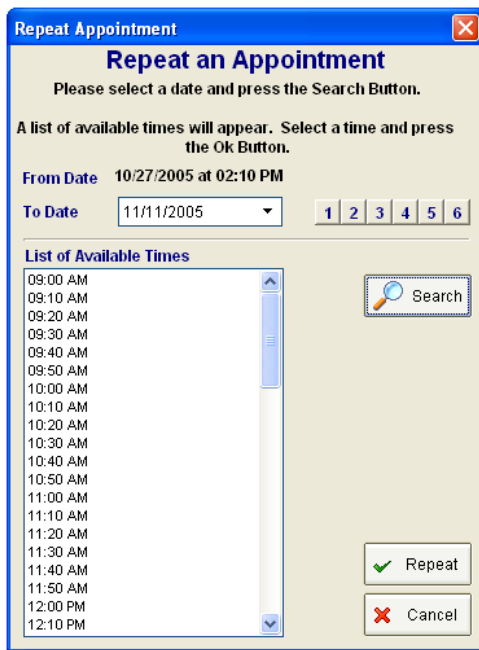 Repeat Appointment
Repeat an Appointment
Please select a date and press the Search Button.
A list of available times will appear. Select a time and press
the Ok Button.
From Date 10/27/2005 at 02:10 PM
To Date 11/11/2005 1 2 3 4 5 6
List of Available Times
09:00 AM
09:10 AM
Search
09:20 AM
09:30 AM
09:40 AM
09:50 AM
10:00 AM
10:10 AM
10:20 AM
10:30 AM
10:40 AM
10:50 AM
11:00 AM
11:10 AM
11:20 AM
11:30 AM
Repeat
11:40 AM
11:50 AM
12:00 PM
Cancel
12:10 PM